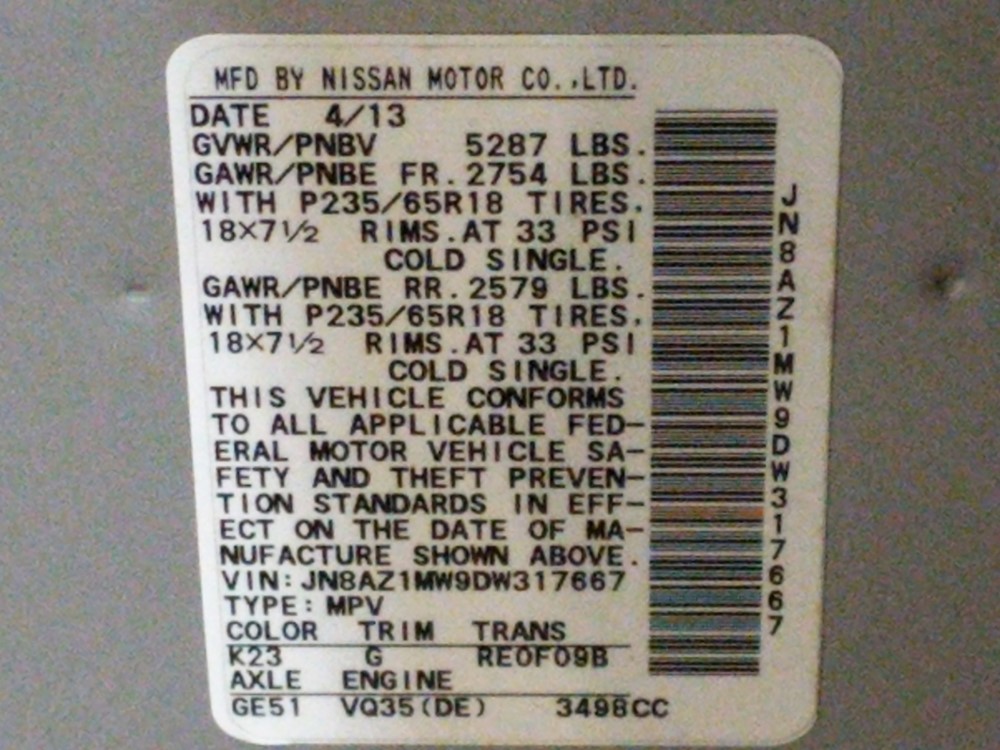 MFD BY NISSAN MOTOR CO.,LTD.
DATE 4/13
GVWR/PNBV 5287 LBS.
GAWR/PNBE FR.2754 LBS.
WITH P235/65R18 TIRES.
18×7½ RIMS.AT 33 PSI
COLD SINGLE.
GAWR/PNBE RR.2579 LBS.
WITH P235/65R18 TIRES.
18×7½ RIMS.AT 33 PSI
COLD SINGLE.
THIS VEHICLE CONFORMS
TO ALL APPLICABLE FED-
ERAL MOTOR VEHICLE SA-
FETY AND THEFT PREVEN-
TION STANDARDS IN EFF-
ECT ON THE DATE OF MA-
NUFACTURE SHOWN ABOVE.
VIN:JN8AZ1MW9DW317667
TYPE:MPV
COLOR TRIM TRANS
K23 G RE0F09B
AXLE ENGINE
GE51 VQ35(DE) 3498CC
JN8AZ1MW9DW317667